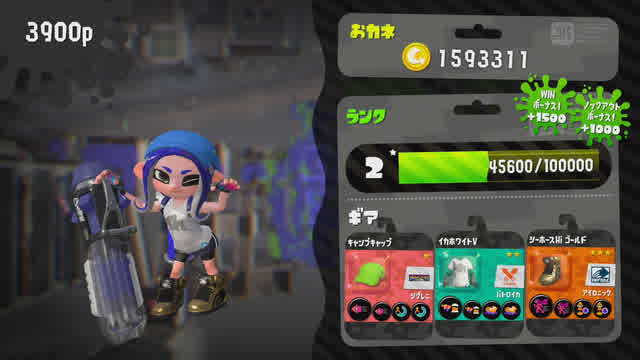 3900p
おカネ
1593311
WIN
ボーナス!
+1500
ノックアウト
ボーナス!
+1000
ランク
2
45600/100000
ギア
キャンプキャップ
イカホワイトV
シーホースHi ゴールド
ジグレニ
バトロイカ
アイロニック